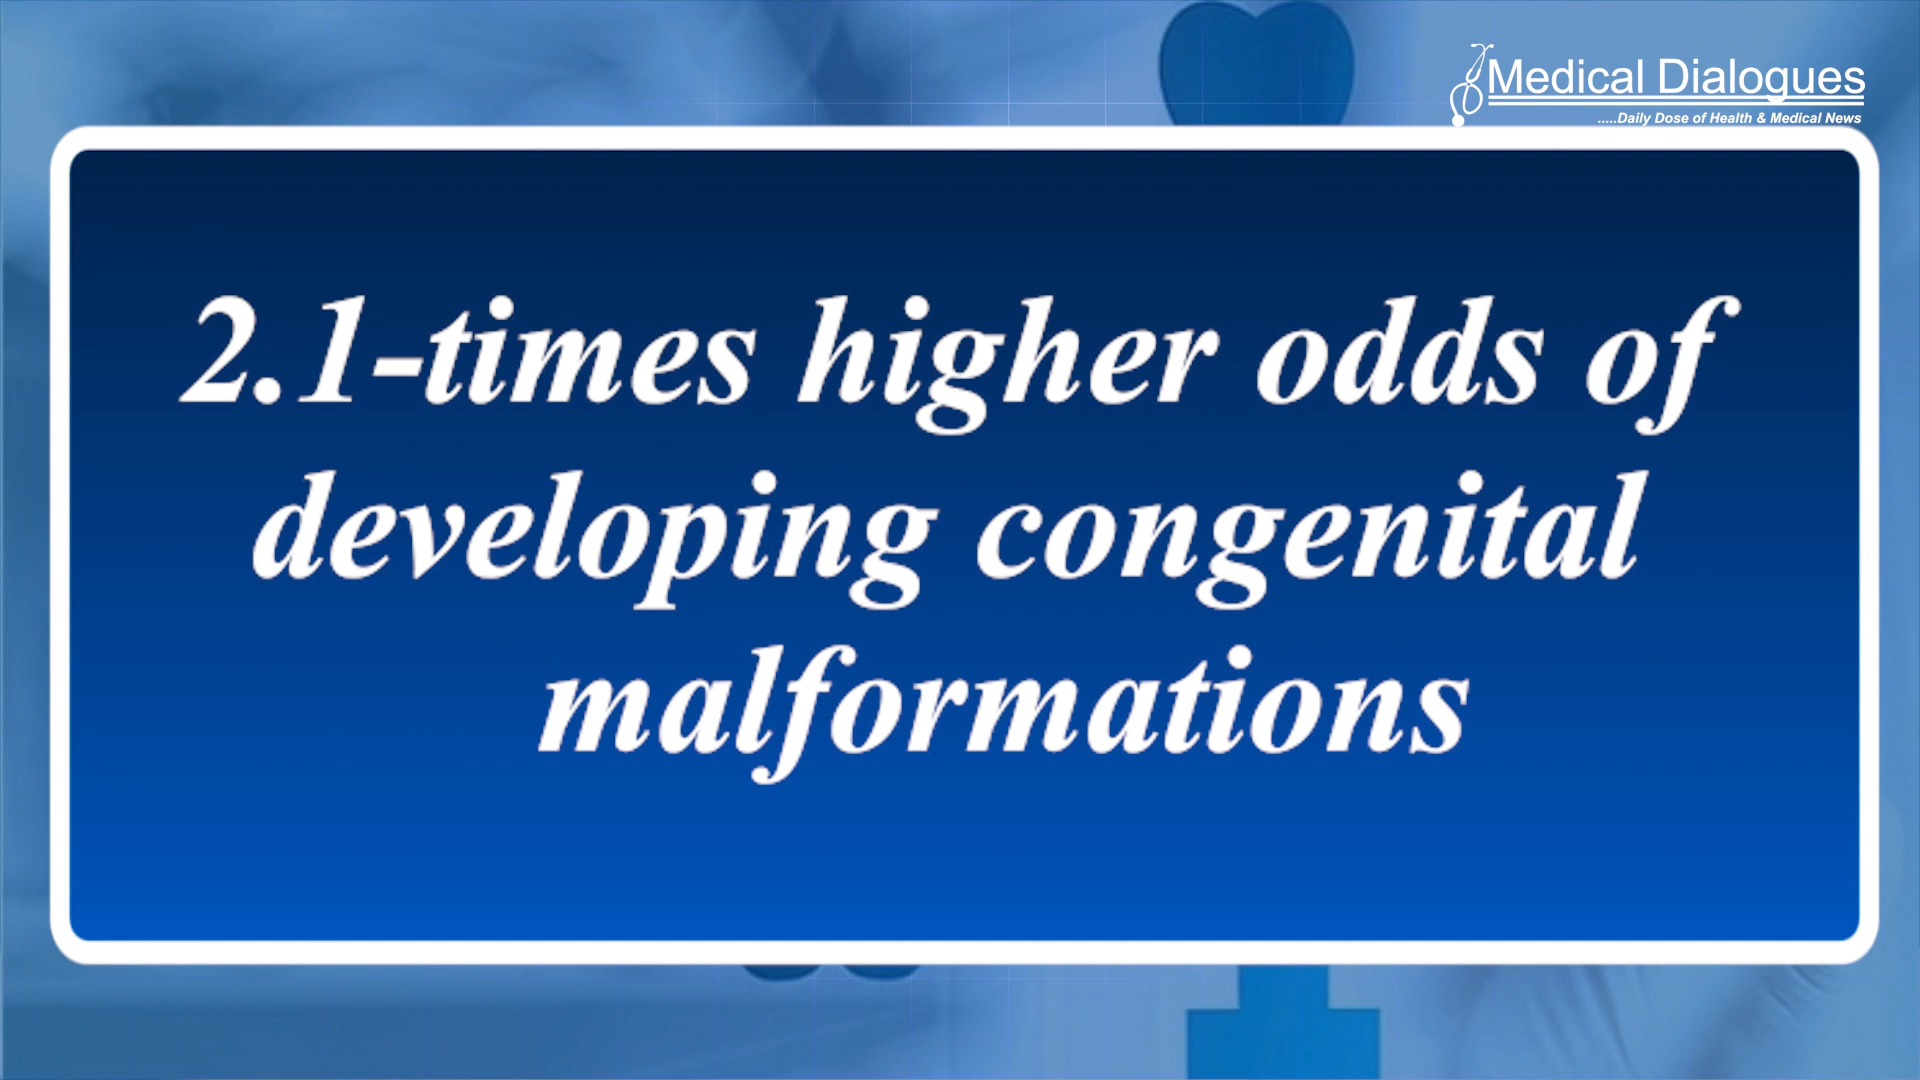 Medical Dialogues
.....Daily Dose of Health & Medical News
2.1-times higher odds of
developing congenital
malformations